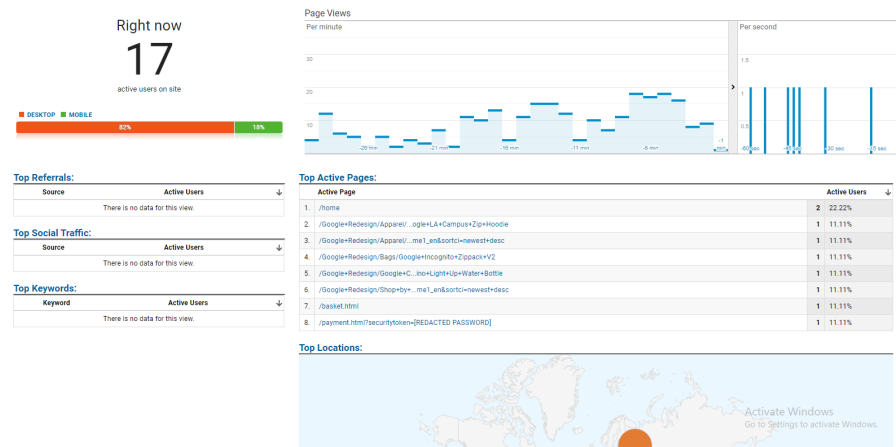 Right now
17
active users on site
DESKTOP MOBILE
82% 18%
Page Views
Per minute
30
20
10
-26 min -21 min -16 min -11 min -6 min -1 min
Per second
1.5
1
0.5
-60 sec -45 sec -30 sec -15 sec
Top Referrals:
Source Active Users
There is no data for this view.
Top Social Traffic:
Source Active Users
There is no data for this view.
Top Keywords:
Keyword Active Users
There is no data for this view.
Top Active Pages:
Active Page Active Users
1. /home 2 22.22%
2. /Google+Redesign/Apparel/...ogle+LA+Campus+Zip+Hoodie 1 11.11%
3. /Google+Redesign/Apparel/...me1_en&sortci=newest+desc 1 11.11%
4. /Google+Redesign/Bags/Google+Incognito+Zippack+V2 1 11.11%
5. /Google+Redesign/Google+C...ino+Light+Up+Water+Bottle 1 11.11%
6. /Google+Redesign/Shop+by+...me1_en&sortci=newest+desc 1 11.11%
7. /basket.html 1 11.11%
8. /payment.html?securitytoken=[REDACTED PASSWORD] 1 11.11%
Top Locations:
Activate Windows
Go to Settings to activate Windows.